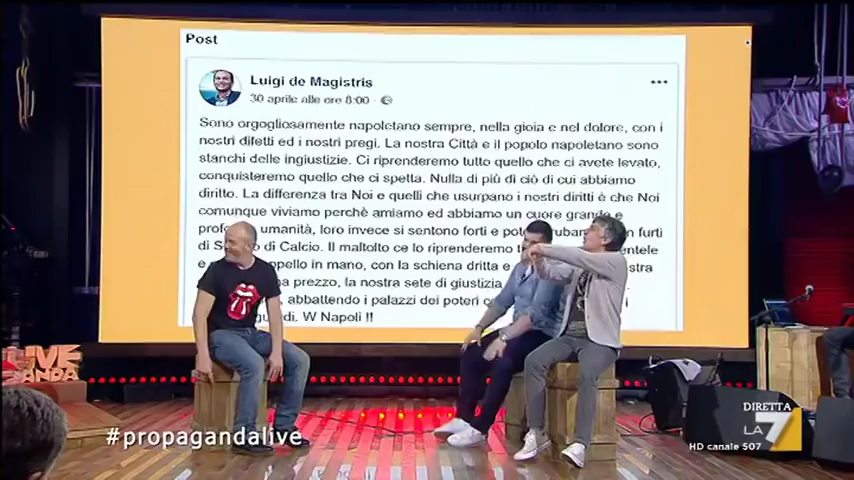 Post
Luigi de Magistris
30 aprile alle ore 8:00
Sono orgogliosamente napoletano sempre, nella gioia e nel dolore, con i
nostri difetti ed i nostri pregi. La nostra Città e il popolo napoletano sono
stanchi delle ingiustizie. Ci riprenderemo tutto quello che ci avete levato,
conquisteremo quello che ci spetta. Nulla di più di ciò di cui abbiamo
diritto. La differenza tra Noi e quelli che usurpano i nostri diritti è che Noi
comunque viviamo perchè amiamo ed abbiamo un cuore grande e
umanità, loro invece si sentono forti e furti
di Calcio. Il maltolto ce lo riprenderemo
in mano, con la schiena dritta e
prezzo, la nostra sete di giustizia
abbattendo i palazzi dei poteri
W Napoli !!
LIVE
#propagandalive
DIRETTA
LA 7
HD canale 507